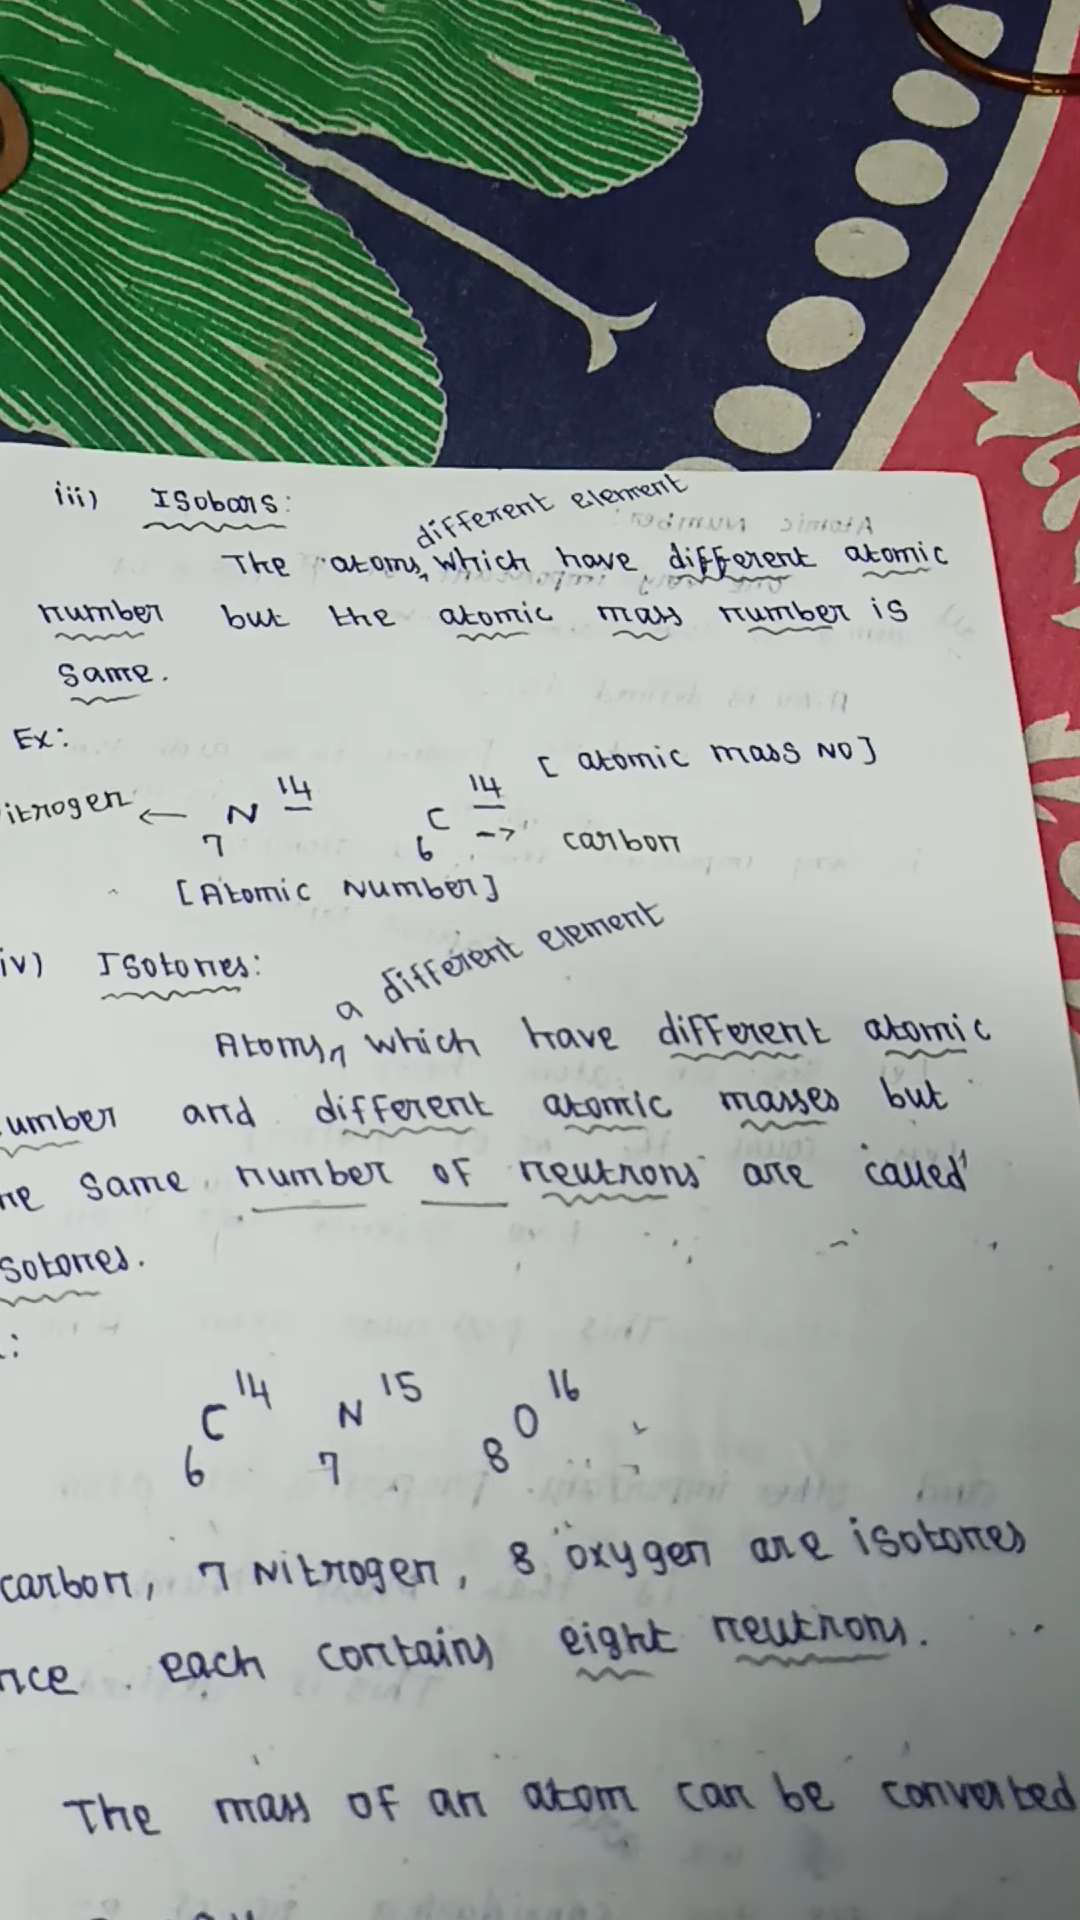 iii) Isobars:
different element
The atoms, which have different atomic
number but the atomic mass number is
same.
Ex:
[ atomic mass NO]
itrogen ← N 14 C 14
7 6 -> carbon
[Atomic Number]
iv) Isotones:
a different element
Atoms, which have different atomic
umber and different atomic masses but
he same number of neutrons are called
sotones.
:
C 14 N 15 O 16
6 7 8
carbon, 7 Nitrogen, 8 oxygen are isotones
nce each contains eight neutrons.
The mass of an atom can be converted